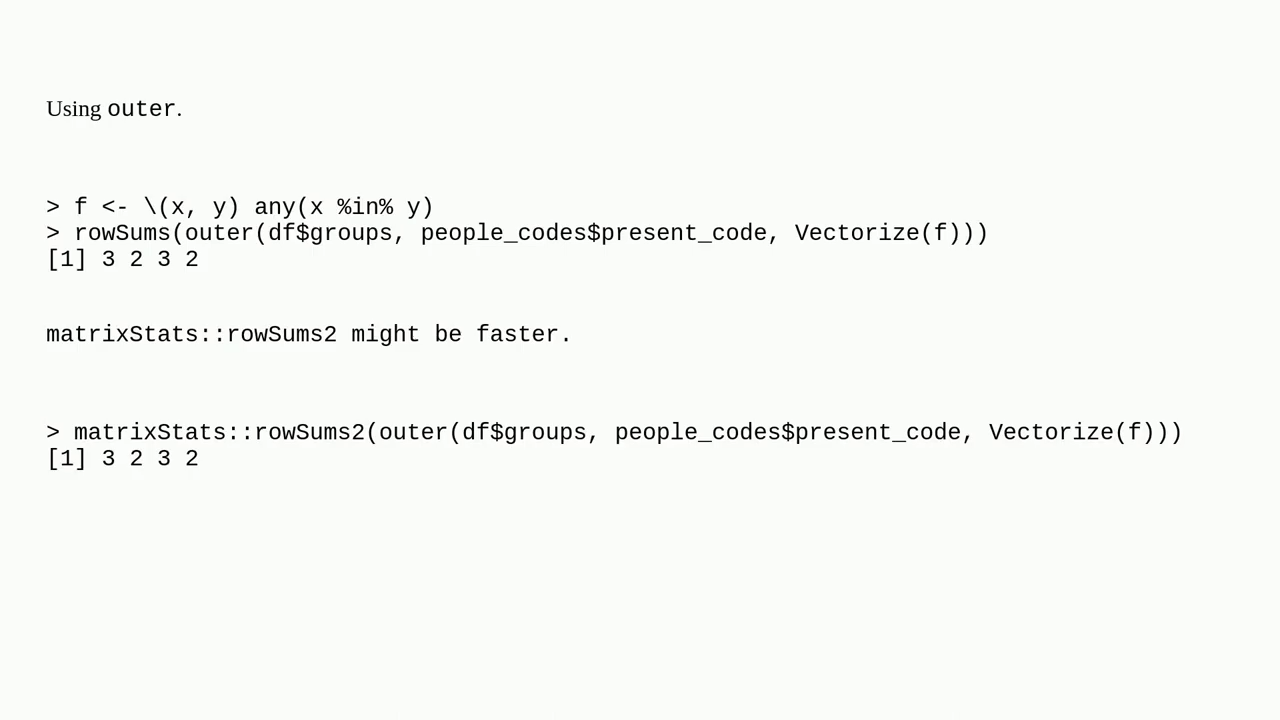 Using outer.
> f <- \(x, y) any(x %in% y)
> rowSums(outer(df$groups, people_codes$present_code, Vectorize(f)))
[1] 3 2 3 2
matrixStats::rowSums2 might be faster.
> matrixStats::rowSums2(outer(df$groups, people_codes$present_code, Vectorize(f)))
[1] 3 2 3 2